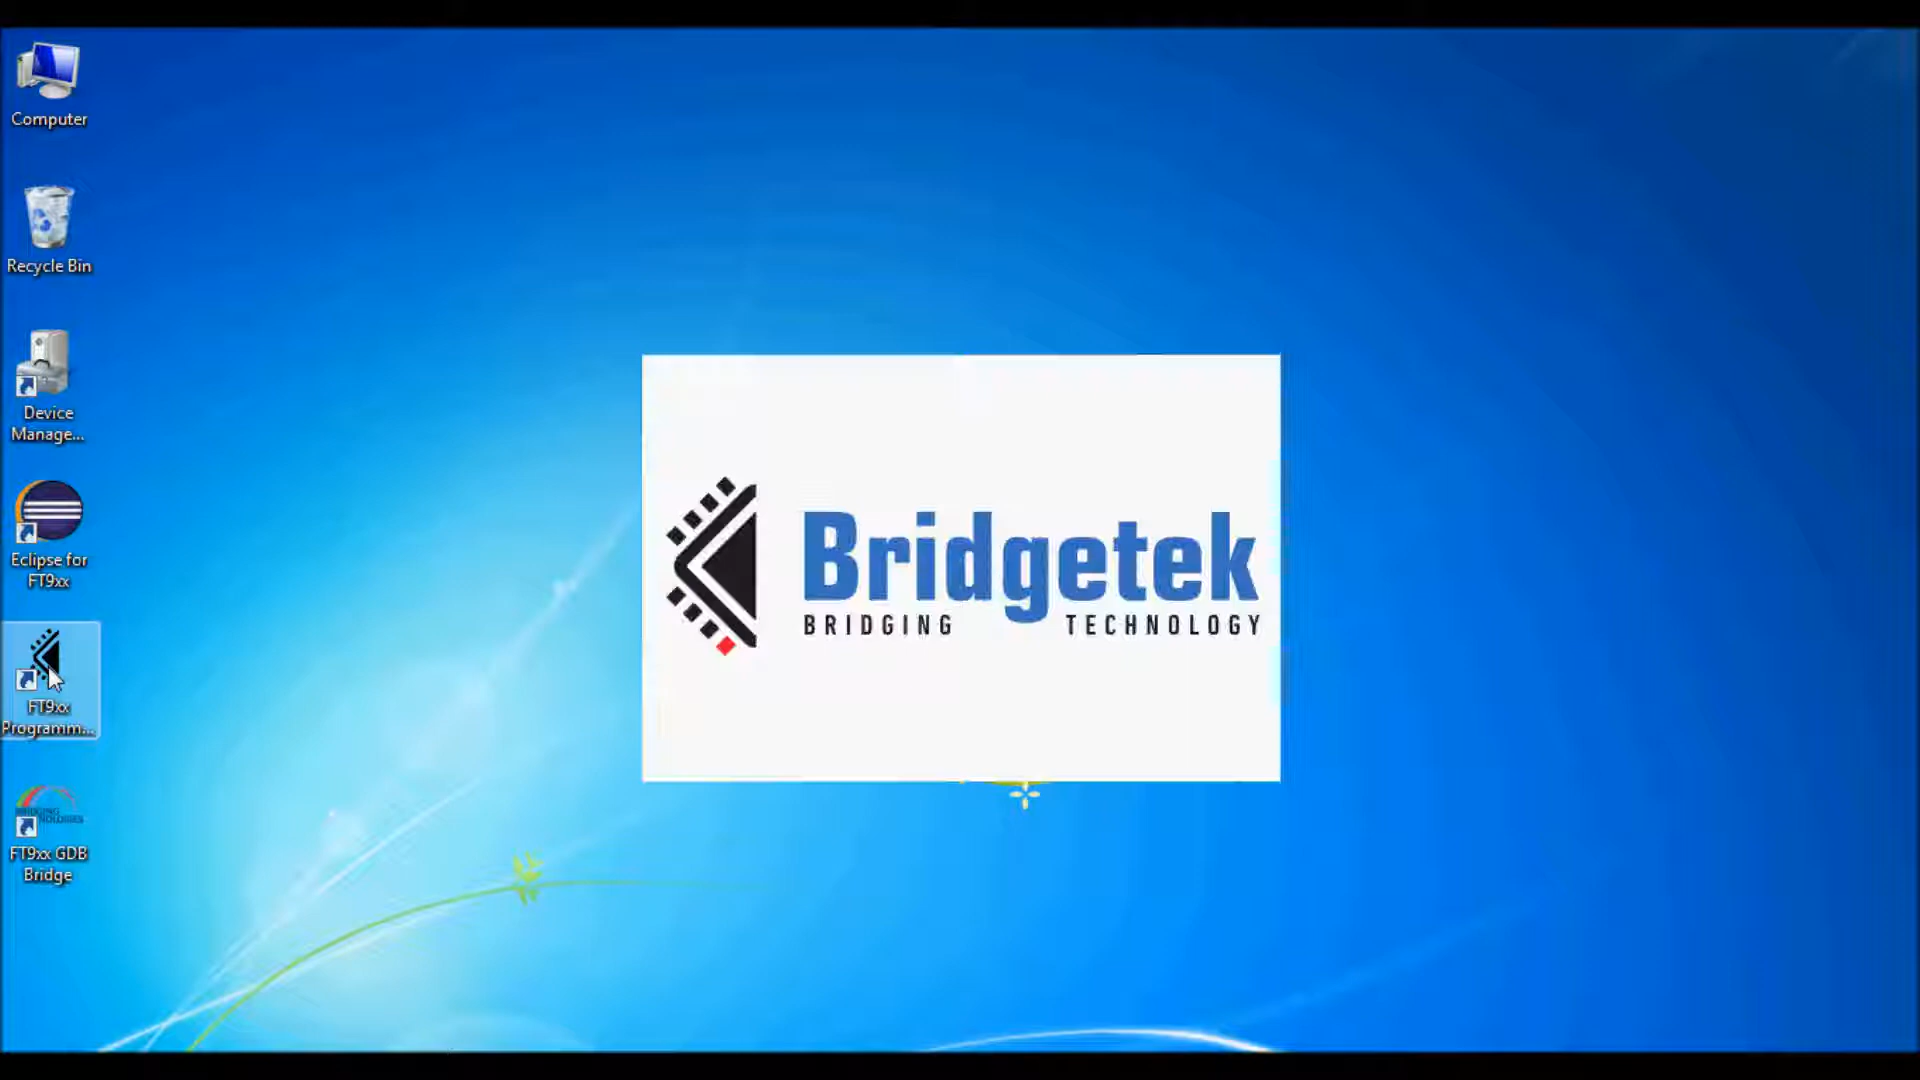 Computer
Recycle Bin
Device
Manage...
Eclipse for
FT9xx
FT9xx
Programm...
FT9xx GDB
Bridge
Bridgetek
BRIDGING TECHNOLOGY